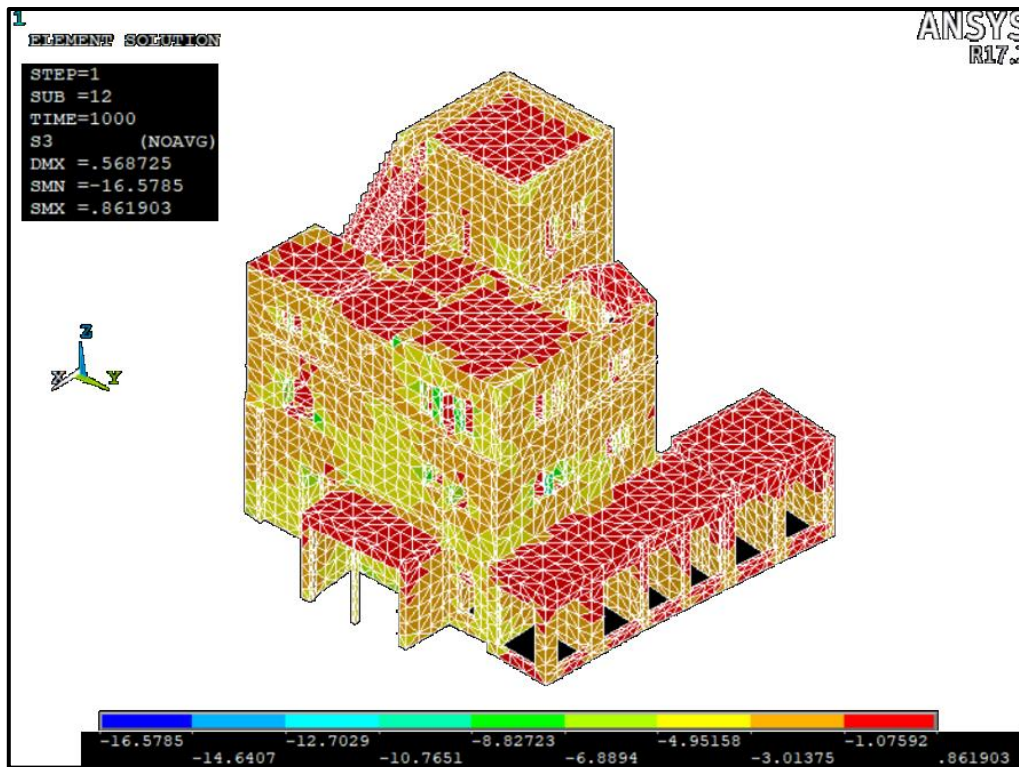 1
ELEMENT SOLUTION
STEP=1
SUB =12
TIME=1000
S3 (NOAVG)
DMX =.568725
SMN =-16.5785
SMX =.861903
ANSYS
Z
X
Y
-16.5785 -12.7029 -8.82723 -4.95158 -1.07592
-14.6407 -10.7651 -6.8894 -3.01375 .861903